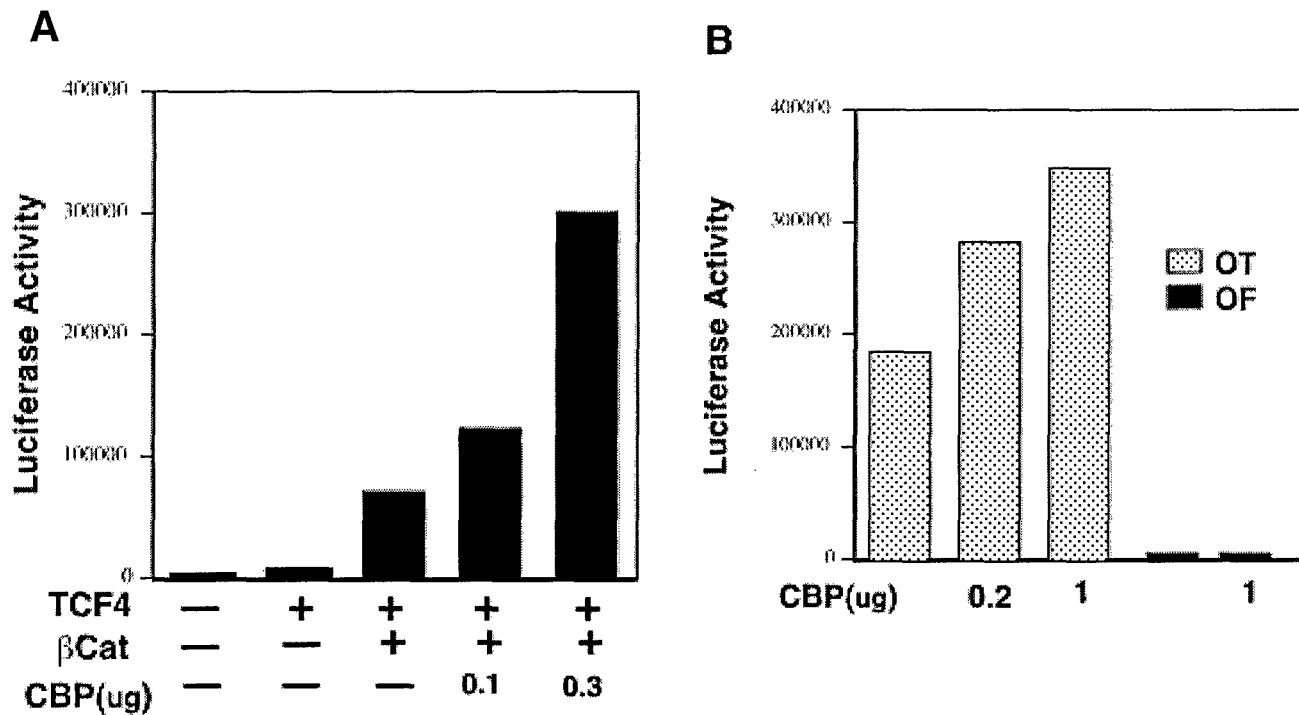 A
Luciferase Activity
400000
300000
200000
100000
0
TCF4 — + + + +
βCat — — + + +
CBP(ug) — — — 0.1 0.3
B
Luciferase Activity
400000
300000
200000
100000
0
OT
OF
CBP(ug) 0.2 1 1